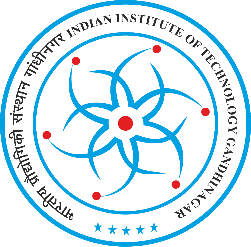 भारतीय प्रौद्योगिकी संस्थान गांधीनगर
INDIAN INSTITUTE OF TECHNOLOGY GANDHINAGAR